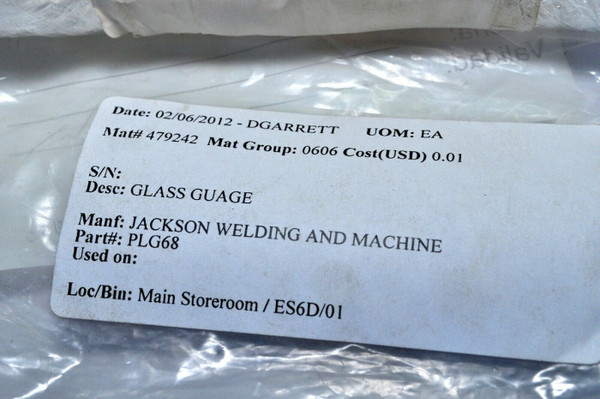 Date: 02/06/2012 - DGARRETT UOM: EA
Mat# 479242 Mat Group: 0606 Cost(USD) 0.01
S/N:
Desc: GLASS GUAGE
Manf: JACKSON WELDING AND MACHINE
Part#: PLG68
Used on:
Loc/Bin: Main Storeroom / ES6D/01